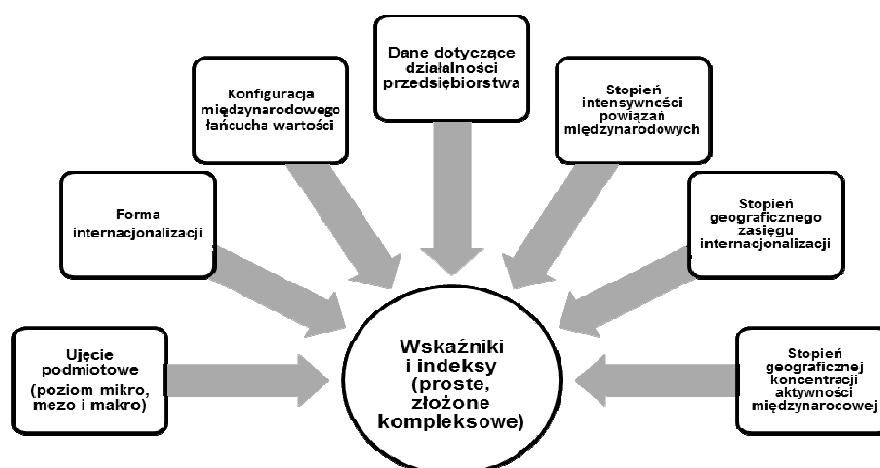 Dane dotyczące
działalności
przedsiębiorstwa
Konfiguracja
międzynarodowego
łańcucha wartości
Stopień
intensywności
powiązań
międzynarodowych
Forma
internacjonalizacji
Stopień
geograficznego
zasięgu
internacjonalizacji
Ujęcie
podmiotowe
(poziom mikro,
mezo i makro)
Wskaźniki
i indeksy
(proste,
złożone
kompleksowe)
Stopień
geograficznej
koncentracji
aktywności
międzynarocowej